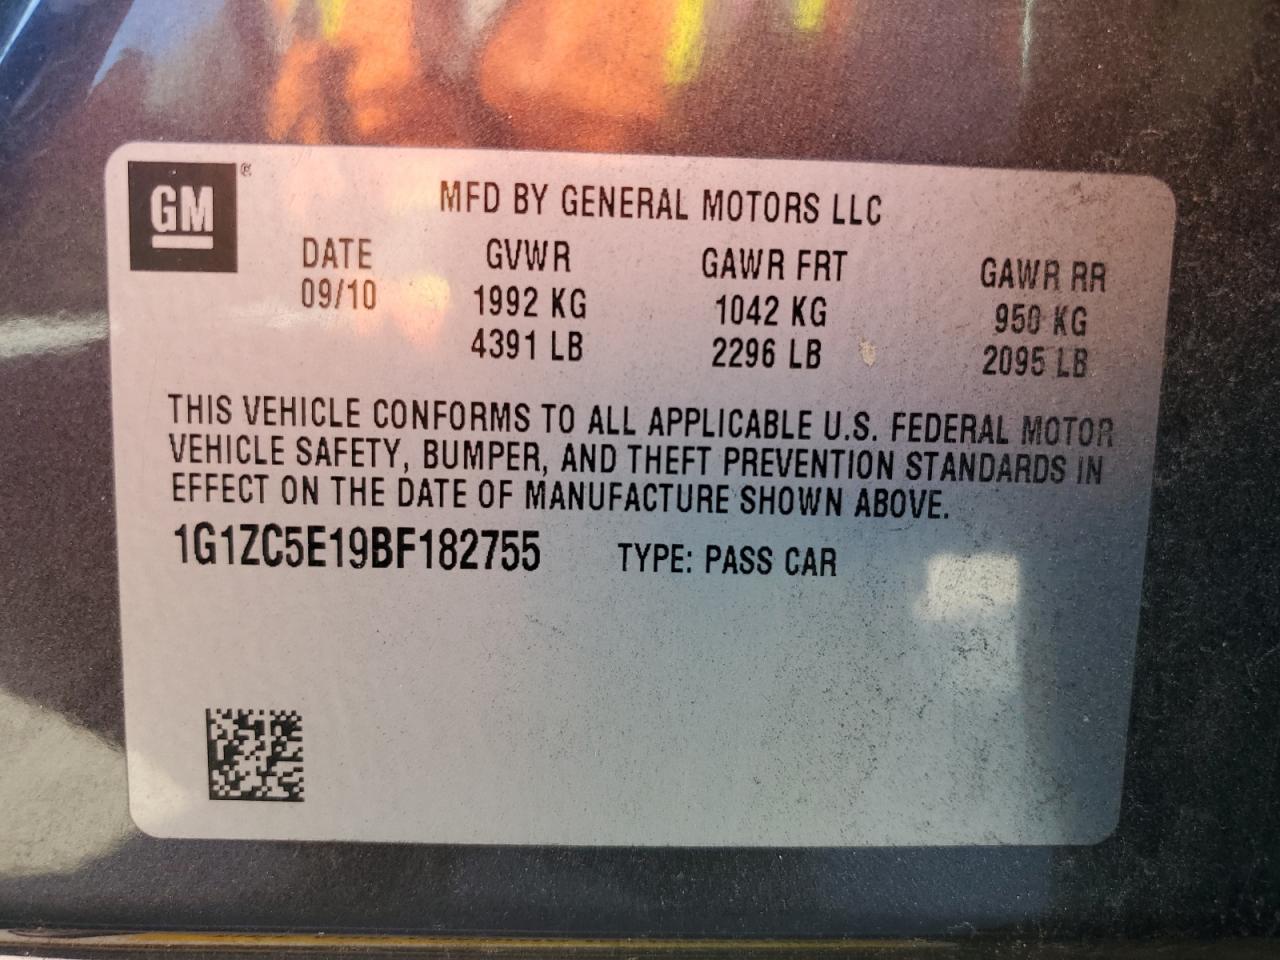 GM
MFD BY GENERAL MOTORS LLC
DATE GVWR GAWR FRT GAWR RR
09/10 1992 KG 1042 KG 950 KG
4391 LB 2296 LB 2095 LB
THIS VEHICLE CONFORMS TO ALL APPLICABLE U.S. FEDERAL MOTOR
VEHICLE SAFETY, BUMPER, AND THEFT PREVENTION STANDARDS IN
EFFECT ON THE DATE OF MANUFACTURE SHOWN ABOVE.
1G1ZC5E19BF182755 TYPE: PASS CAR